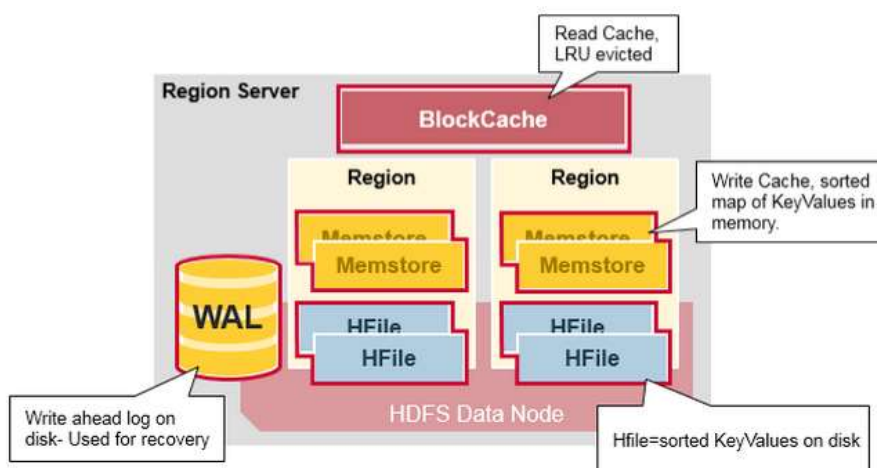 Read Cache,
LRU evicted
Region Server
BlockCache
Region
Region
Write Cache, sorted
map of KeyValues in
memory.
Memstore
Memstore
Memstore
Memstore
WAL
HFile
HFile
HFile
HFile
Write ahead log on
disk- Used for recovery
HDFS Data Node
Hfile=sorted KeyValues on disk